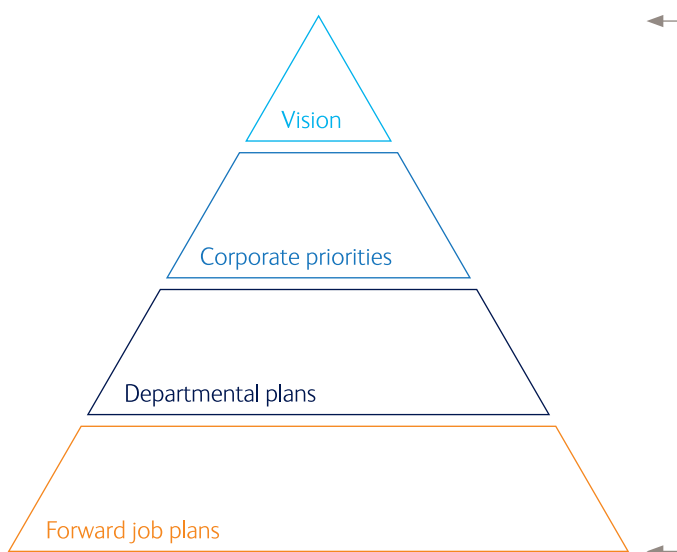 Vision
Corporate priorities
Departmental plans
Forward job plans